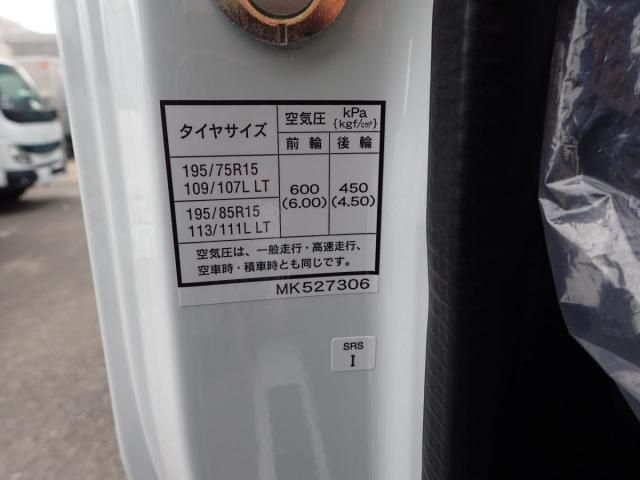 タイヤサイズ 空気圧 kPa {kgf/cm²}
前輪 後輪
195/75R15 109/107L LT 600 (6.00) 450 (4.50)
195/85R15 113/111L LT
空気圧は、一般走行・高速走行、
空車時・積車時とも同じです。
MK527306
SRS
I